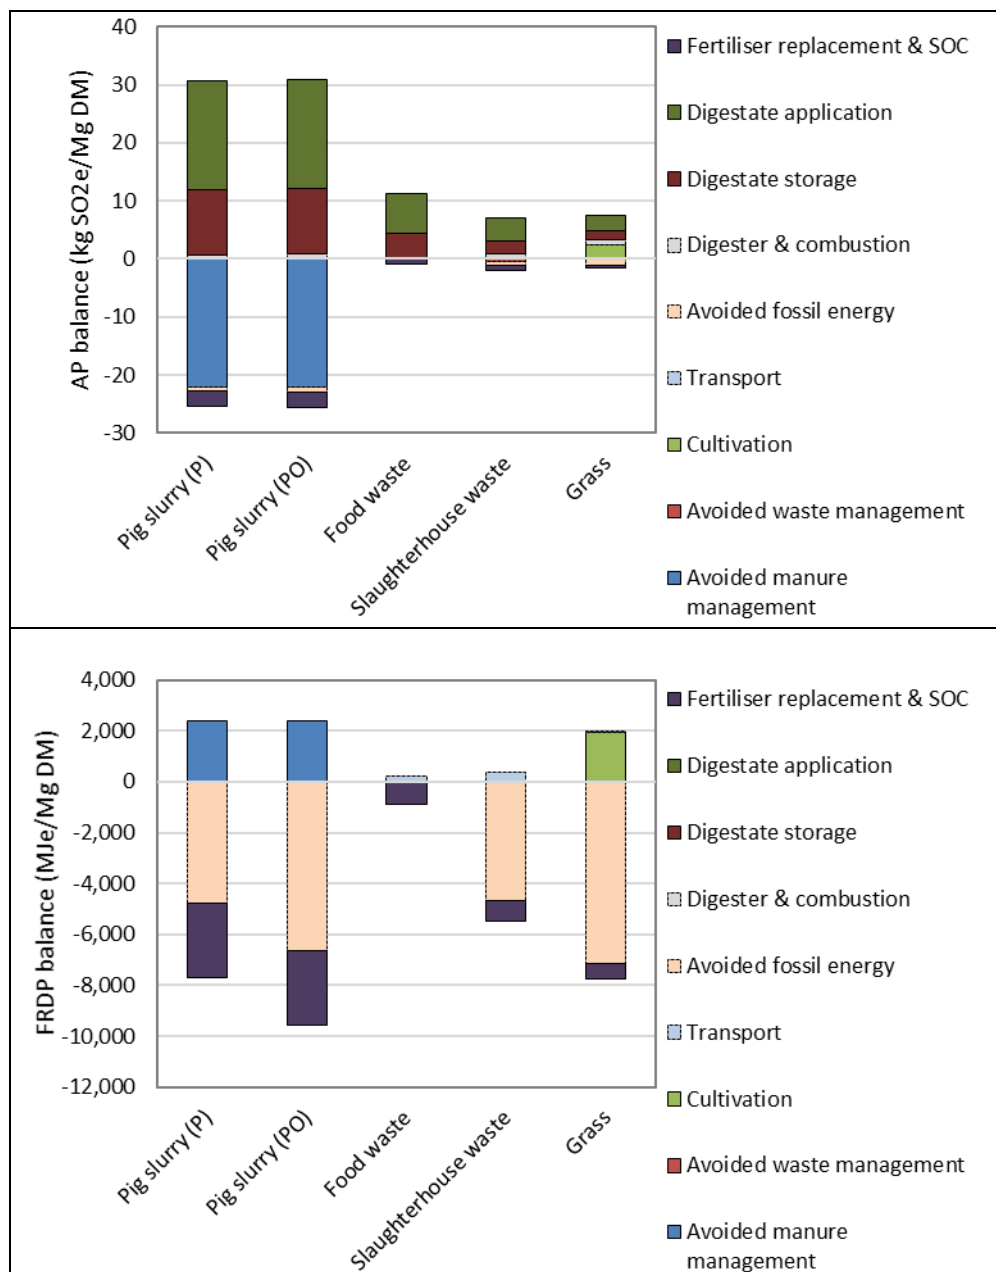 AP balance (kg SO2e/Mg DM)
40
30
20
10
0
-10
-20
-30
Pig slurry (P)
Pig slurry (PO)
Food waste
Slaughterhouse waste
Grass
Fertiliser replacement & SOC
Digestate application
Digestate storage
Digester & combustion
Avoided fossil energy
Transport
Cultivation
Avoided waste management
Avoided manure
management
FRDP balance (MJe/Mg DM)
4,000
2,000
0
-2,000
-4,000
-6,000
-8,000
-10,000
-12,000
Pig slurry (P)
Pig slurry (PO)
Food waste
Slaughterhouse waste
Grass
Fertiliser replacement & SOC
Digestate application
Digestate storage
Digester & combustion
Avoided fossil energy
Transport
Cultivation
Avoided waste management
Avoided manure
management